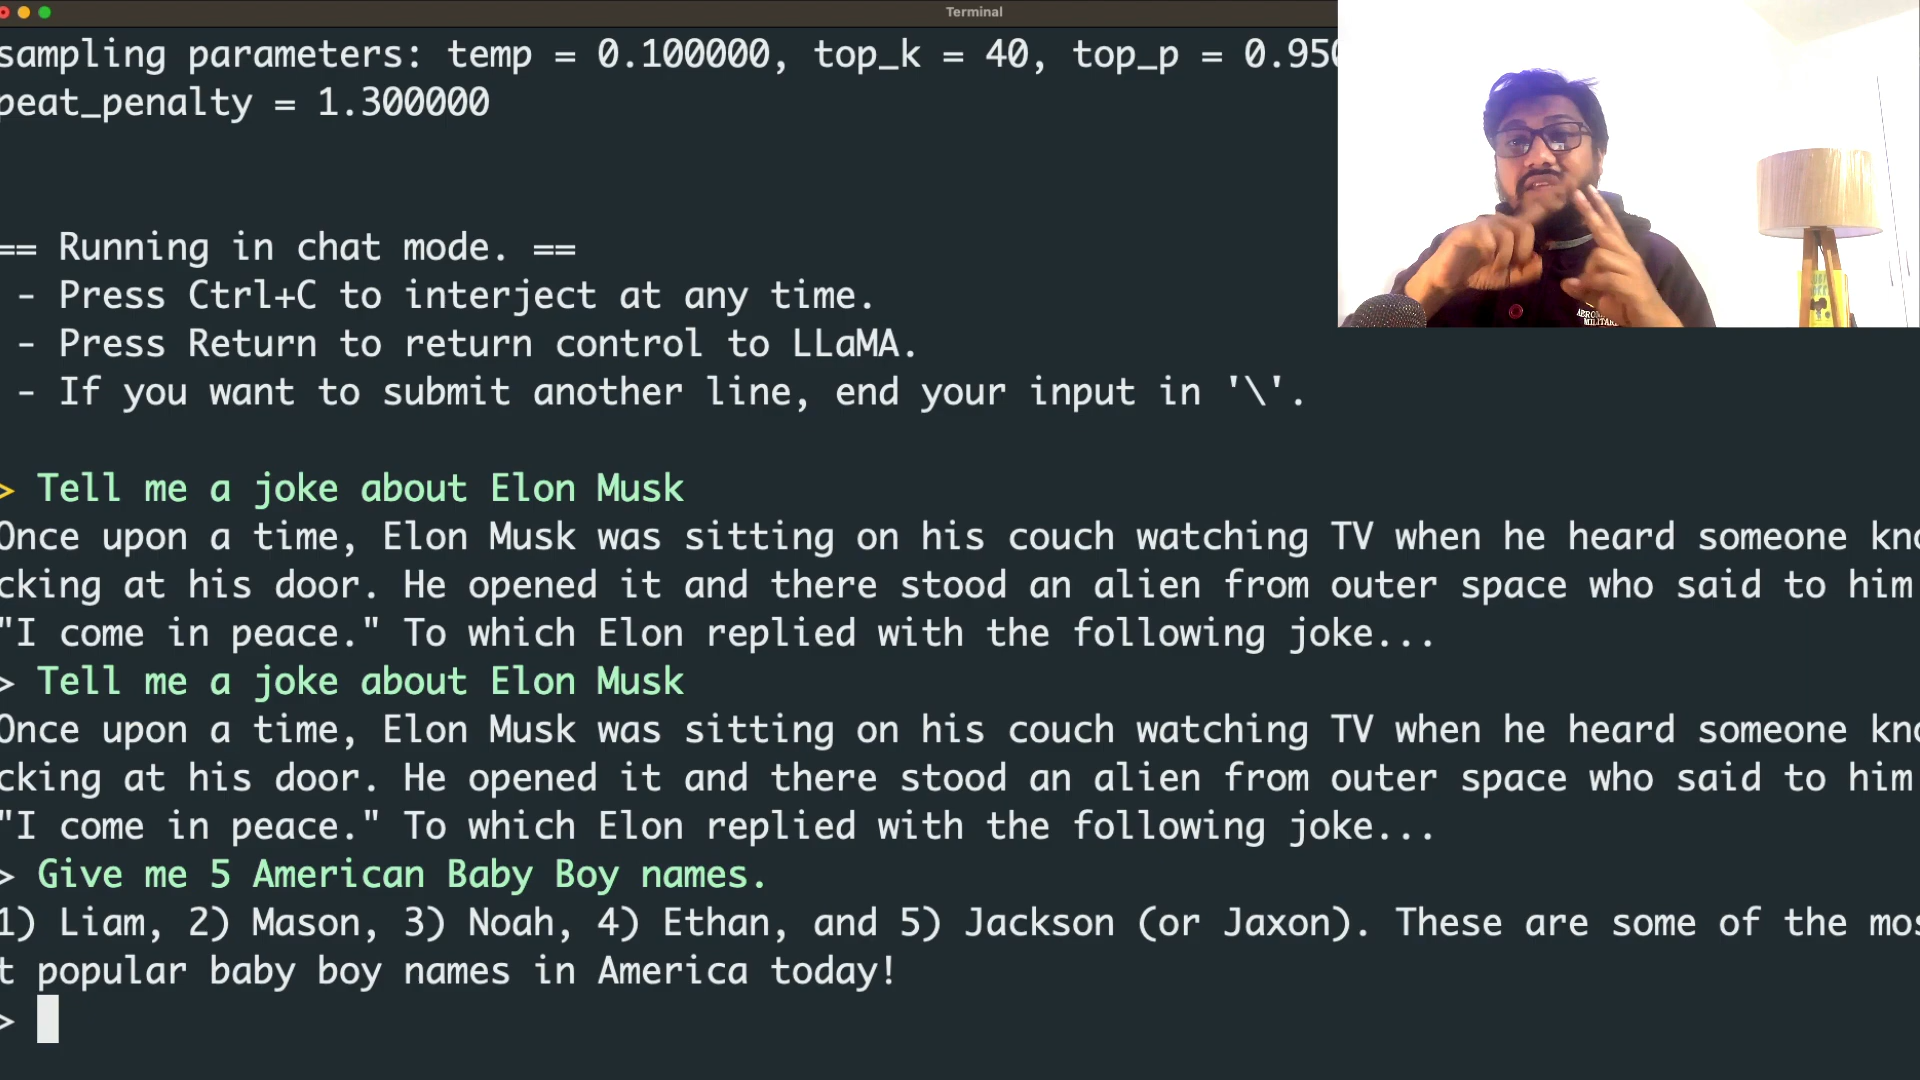 Terminal
sampling parameters: temp = 0.100000, top_k = 40, top_p = 0.950
peat_penalty = 1.300000
== Running in chat mode. ==
- Press Ctrl+C to interject at any time.
- Press Return to return control to LLaMA.
- If you want to submit another line, end your input in '\'.
> Tell me a joke about Elon Musk
Once upon a time, Elon Musk was sitting on his couch watching TV when he heard someone kno
cking at his door. He opened it and there stood an alien from outer space who said to him
"I come in peace." To which Elon replied with the following joke...
> Tell me a joke about Elon Musk
Once upon a time, Elon Musk was sitting on his couch watching TV when he heard someone kno
cking at his door. He opened it and there stood an alien from outer space who said to him
"I come in peace." To which Elon replied with the following joke...
> Give me 5 American Baby Boy names.
1) Liam, 2) Mason, 3) Noah, 4) Ethan, and 5) Jackson (or Jaxon). These are some of the mos
t popular baby boy names in America today!
>